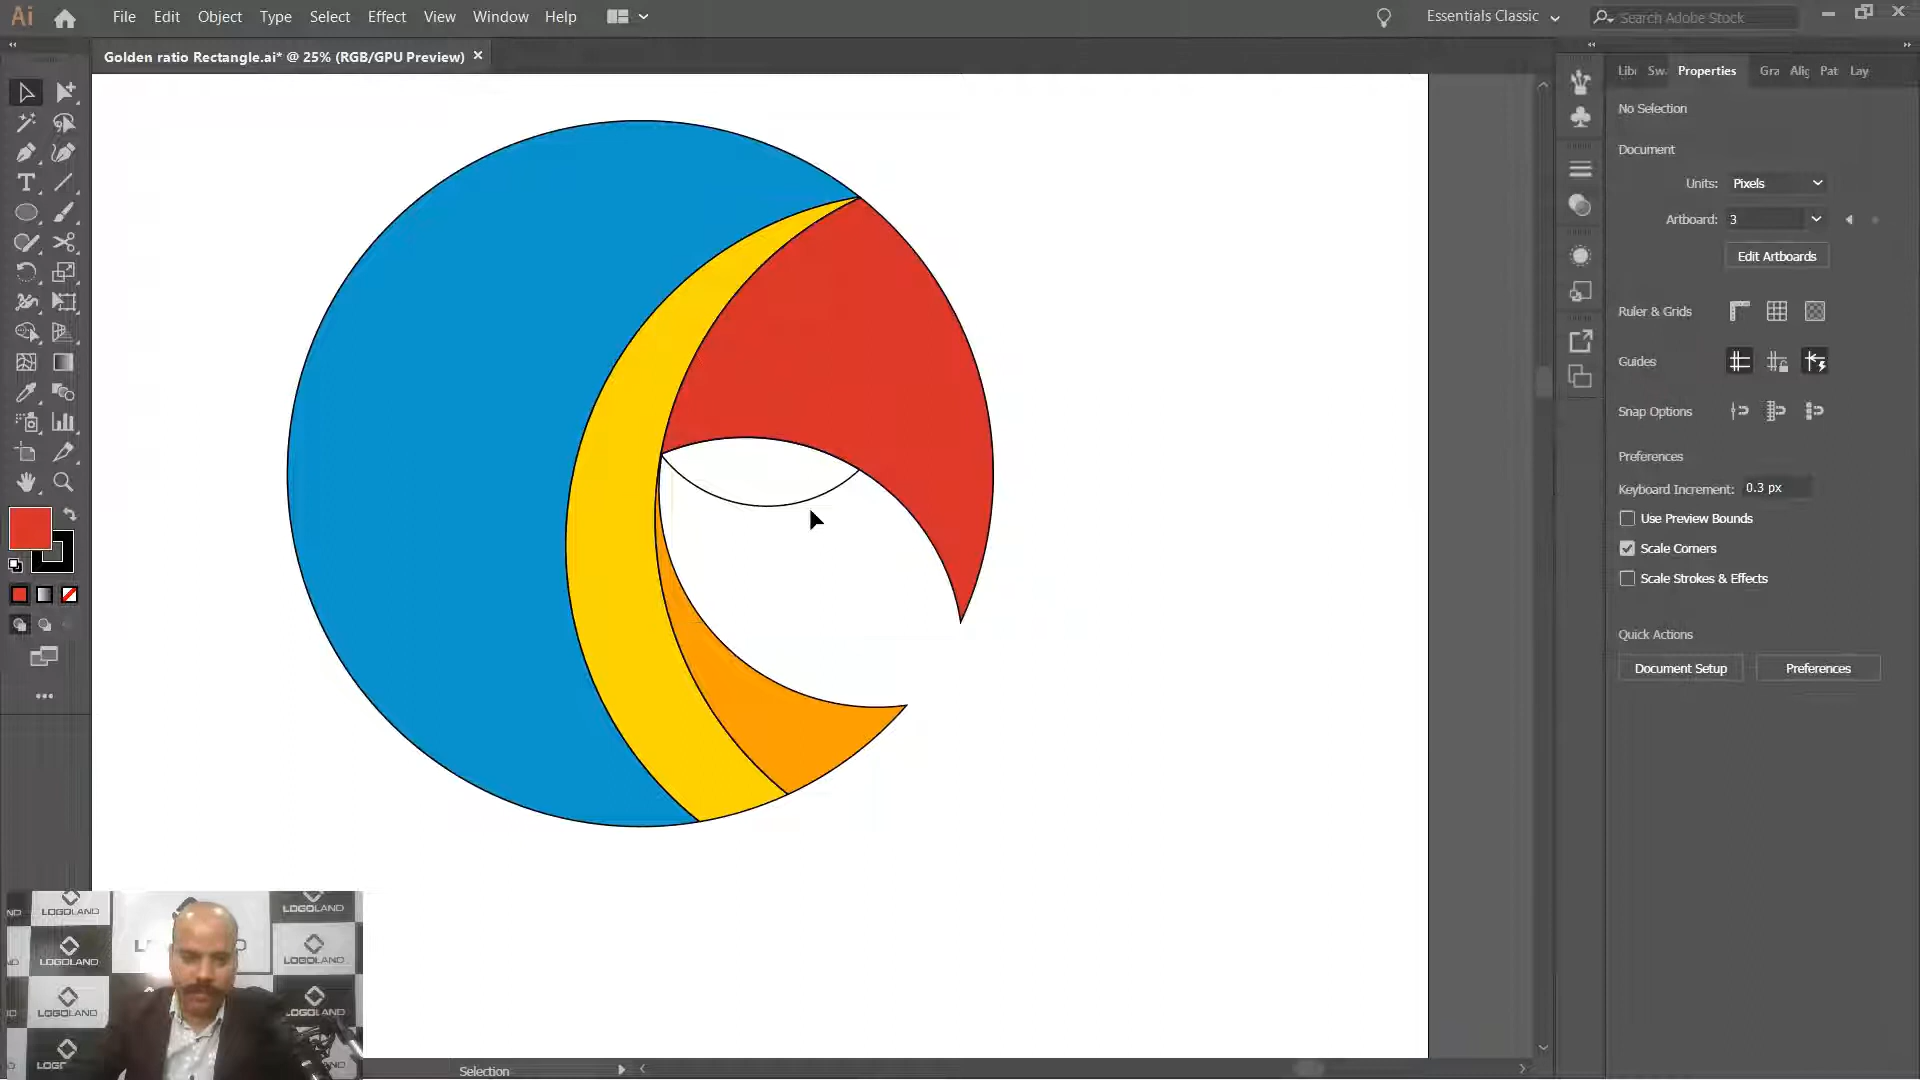 Ai File Edit Object Type Select Effect View Window Help Essentials Classic Search Adobe Stock
Golden ratio Rectangle.ai* @ 25% (RGB/GPU Preview) ×
Properties Gra Pat Lay
No Selection
Document
Units: Pixels
Artboard: 3
Edit Artboards
Ruler & Grids
Guides
Snap Options
Preferences
Keyboard Increment: 0.3 px
Use Preview Bounds
Scale Corners
Scale Strokes & Effects
Quick Actions
Document Setup Preferences
LOGOLAND LOGOLAND
LOGOLAND LOGOLAND
LOGOLAND LOGOLAND
Selection